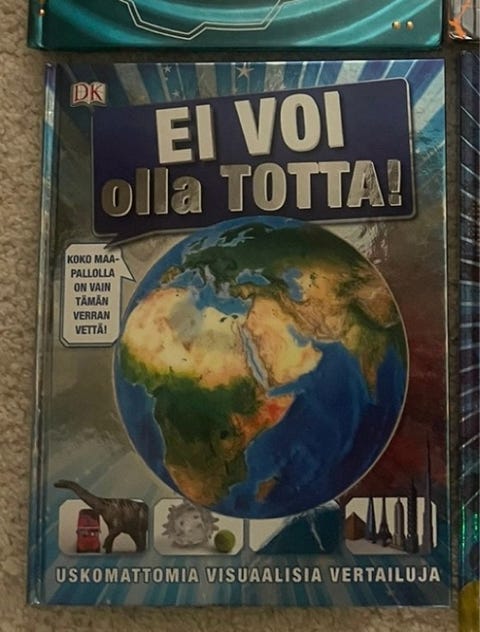 DK
EI VOI
olla TOTTA!
KOKO MAA-
PALLOLLA
ON VAIN
TÄMÄN
VERRAN
VETTÄ!
USKOMATTOMIA VISUAALISIA VERTAILUJA